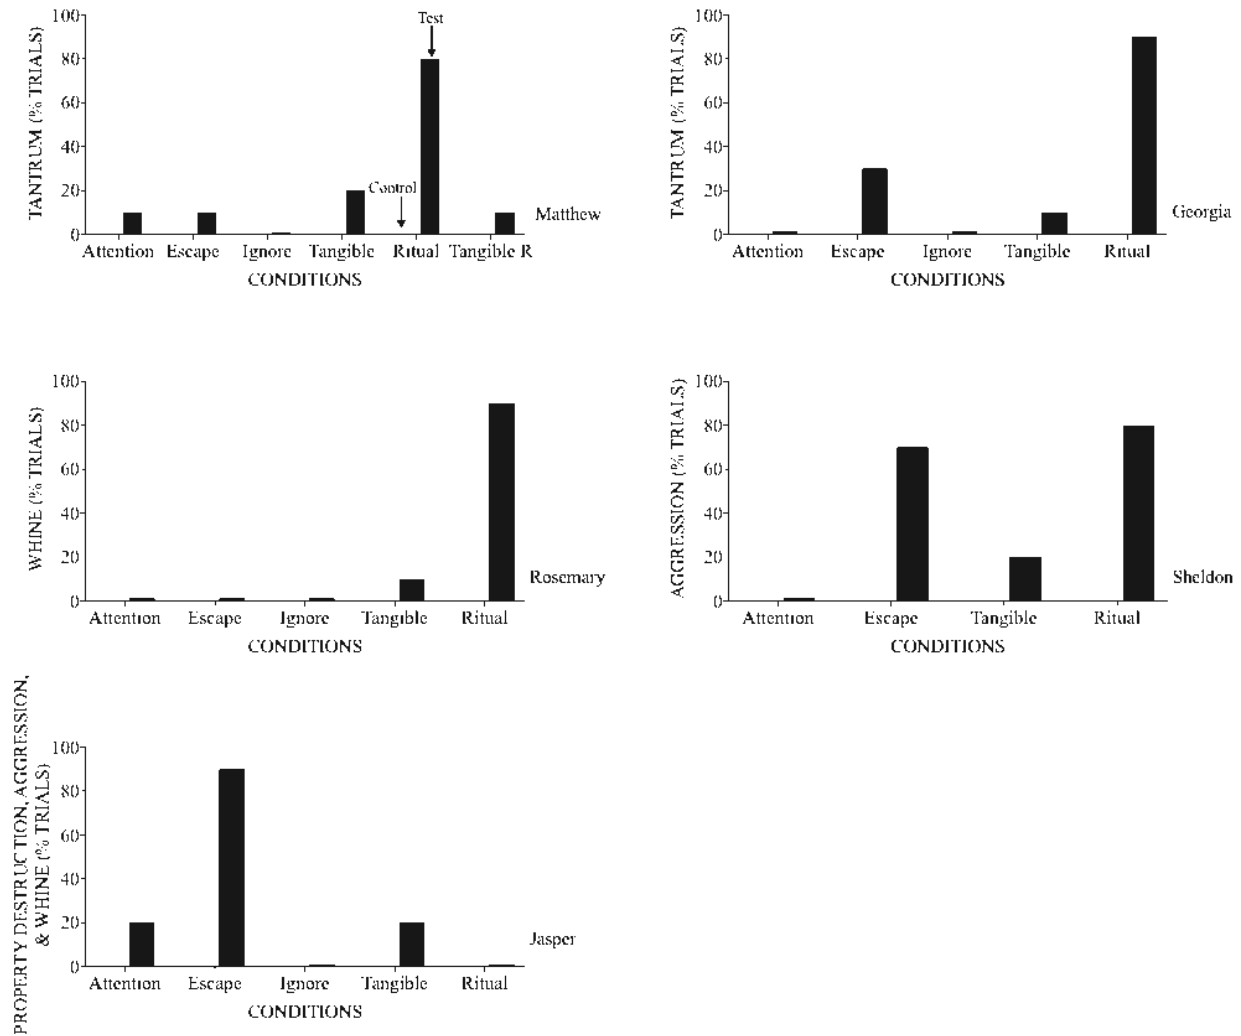 100
80
60
40
20
0
TANTRUM (% TRIALS)
Test
Control
Attention Escape Ignore Tangible Ritual Tangible R
CONDITIONS
Matthew
100
80
60
40
20
0
TANTRUM (% TRIALS)
Attention Escape Ignore Tangible Ritual
CONDITIONS
Georgia
100
80
60
40
20
0
WHINE (% TRIALS)
Attention Escape Ignore Tangible Ritual
CONDITIONS
Rosemary
100
80
60
40
20
0
AGGRESSION (% TRIALS)
Attention Escape Tangible Ritual
CONDITIONS
Sheldon
PROPERTY DESTRUCTION, AGGRESSION,
& WHINE (% TRIALS)
100
80
60
40
20
0
Attention Escape Ignore Tangible Ritual
CONDITIONS
Jasper